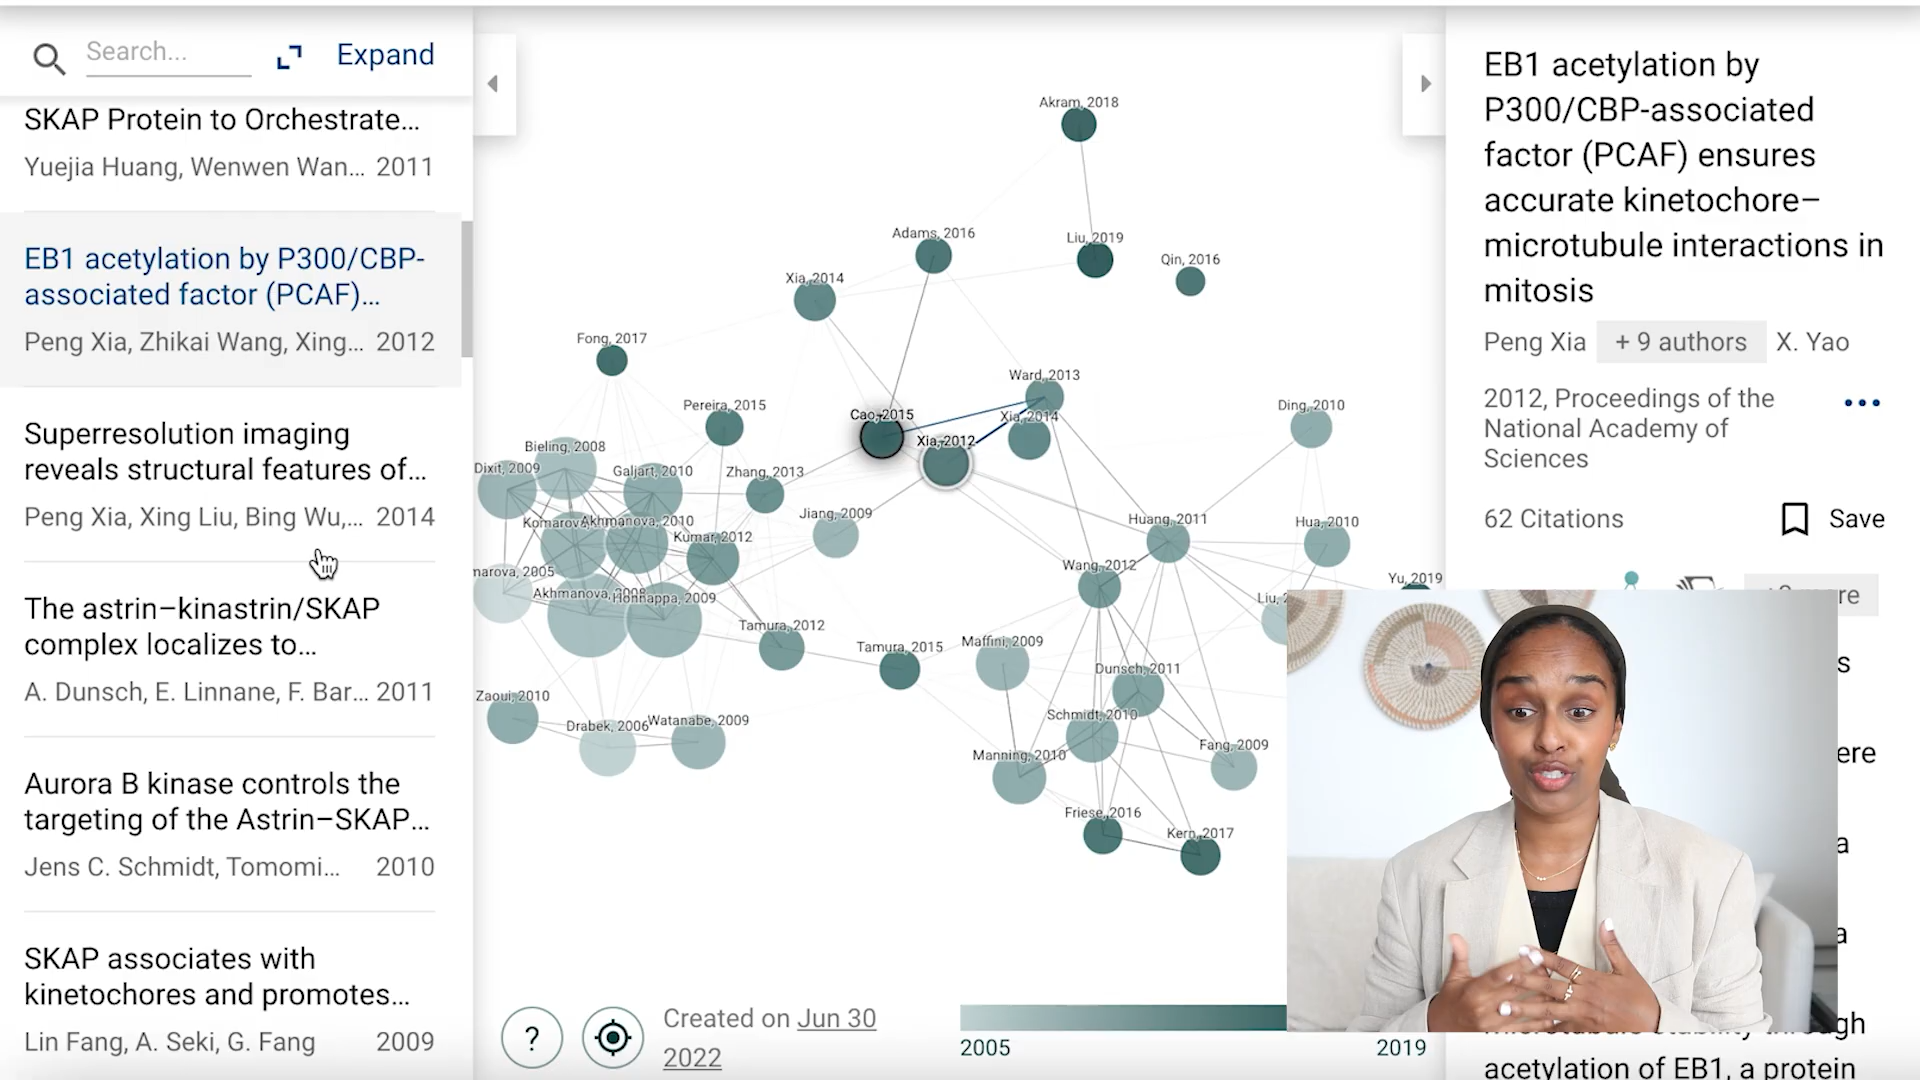 Search...
Expand
SKAP Protein to Orchestrate...
Yuejia Huang, Wenwen Wan... 2011
EB1 acetylation by P300/CBP-
associated factor (PCAF)...
Peng Xia, Zhikai Wang, Xing... 2012
Superresolution imaging
reveals structural features of...
Peng Xia, Xing Liu, Bing Wu,... 2014
The astrin–kinastrin/SKAP
complex localizes to...
A. Dunsch, E. Linnane, F. Bar... 2011
Aurora B kinase controls the
targeting of the Astrin–SKAP...
Jens C. Schmidt, Tomomi... 2010
SKAP associates with
kinetochores and promotes...
Lin Fang, A. Seki, G. Fang 2009
Akram, 2018
Adams, 2016
Liu, 2019
Qin, 2016
Xia, 2014
Fong, 2017
Ward, 2013
Pereira, 2015
Cao, 2015
Xia, 2014
Ding, 2010
Xia, 2012
Bieling, 2008
Dixit, 2009
Galjart, 2010
Zhang, 2013
Jiang, 2009
Akhmanova, 2010
Huang, 2011
Hua, 2010
Kumar, 2012
Wang, 2012
marova, 2005
Yu, 2019
Akhmanova, 2008
Honnappa, 2009
Liu,
Tamura, 2012
Maffini, 2009
Tamura, 2015
Dunsch, 2011
Zaoui, 2010
Drabek, 2006
Watanabe, 2009
Schmidt, 2010
Fang, 2009
Manning, 2010
Friese, 2016
Kern, 2017
?
Created on Jun 30
2022
2005
2019
EB1 acetylation by
P300/CBP-associated
factor (PCAF) ensures
accurate kinetochore–
microtubule interactions in
mitosis
Peng Xia + 9 authors X. Yao
2012, Proceedings of the
National Academy of
Sciences
62 Citations
Save
acetylation of EB1, a protein